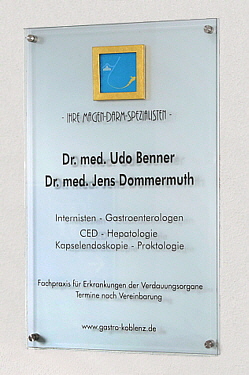 - IHRE MAGEN-DARM-SPEZIALISTEN -
Dr. med. Udo Benner
Dr. med. Jens Dommermuth
Internisten - Gastroenterologen
CED - Hepatologie
Kapselendoskopie - Proktologie
Fachpraxis für Erkrankungen der Verdauungsorgane
Termine nach Vereinbarung
www.gastro-koblenz.de